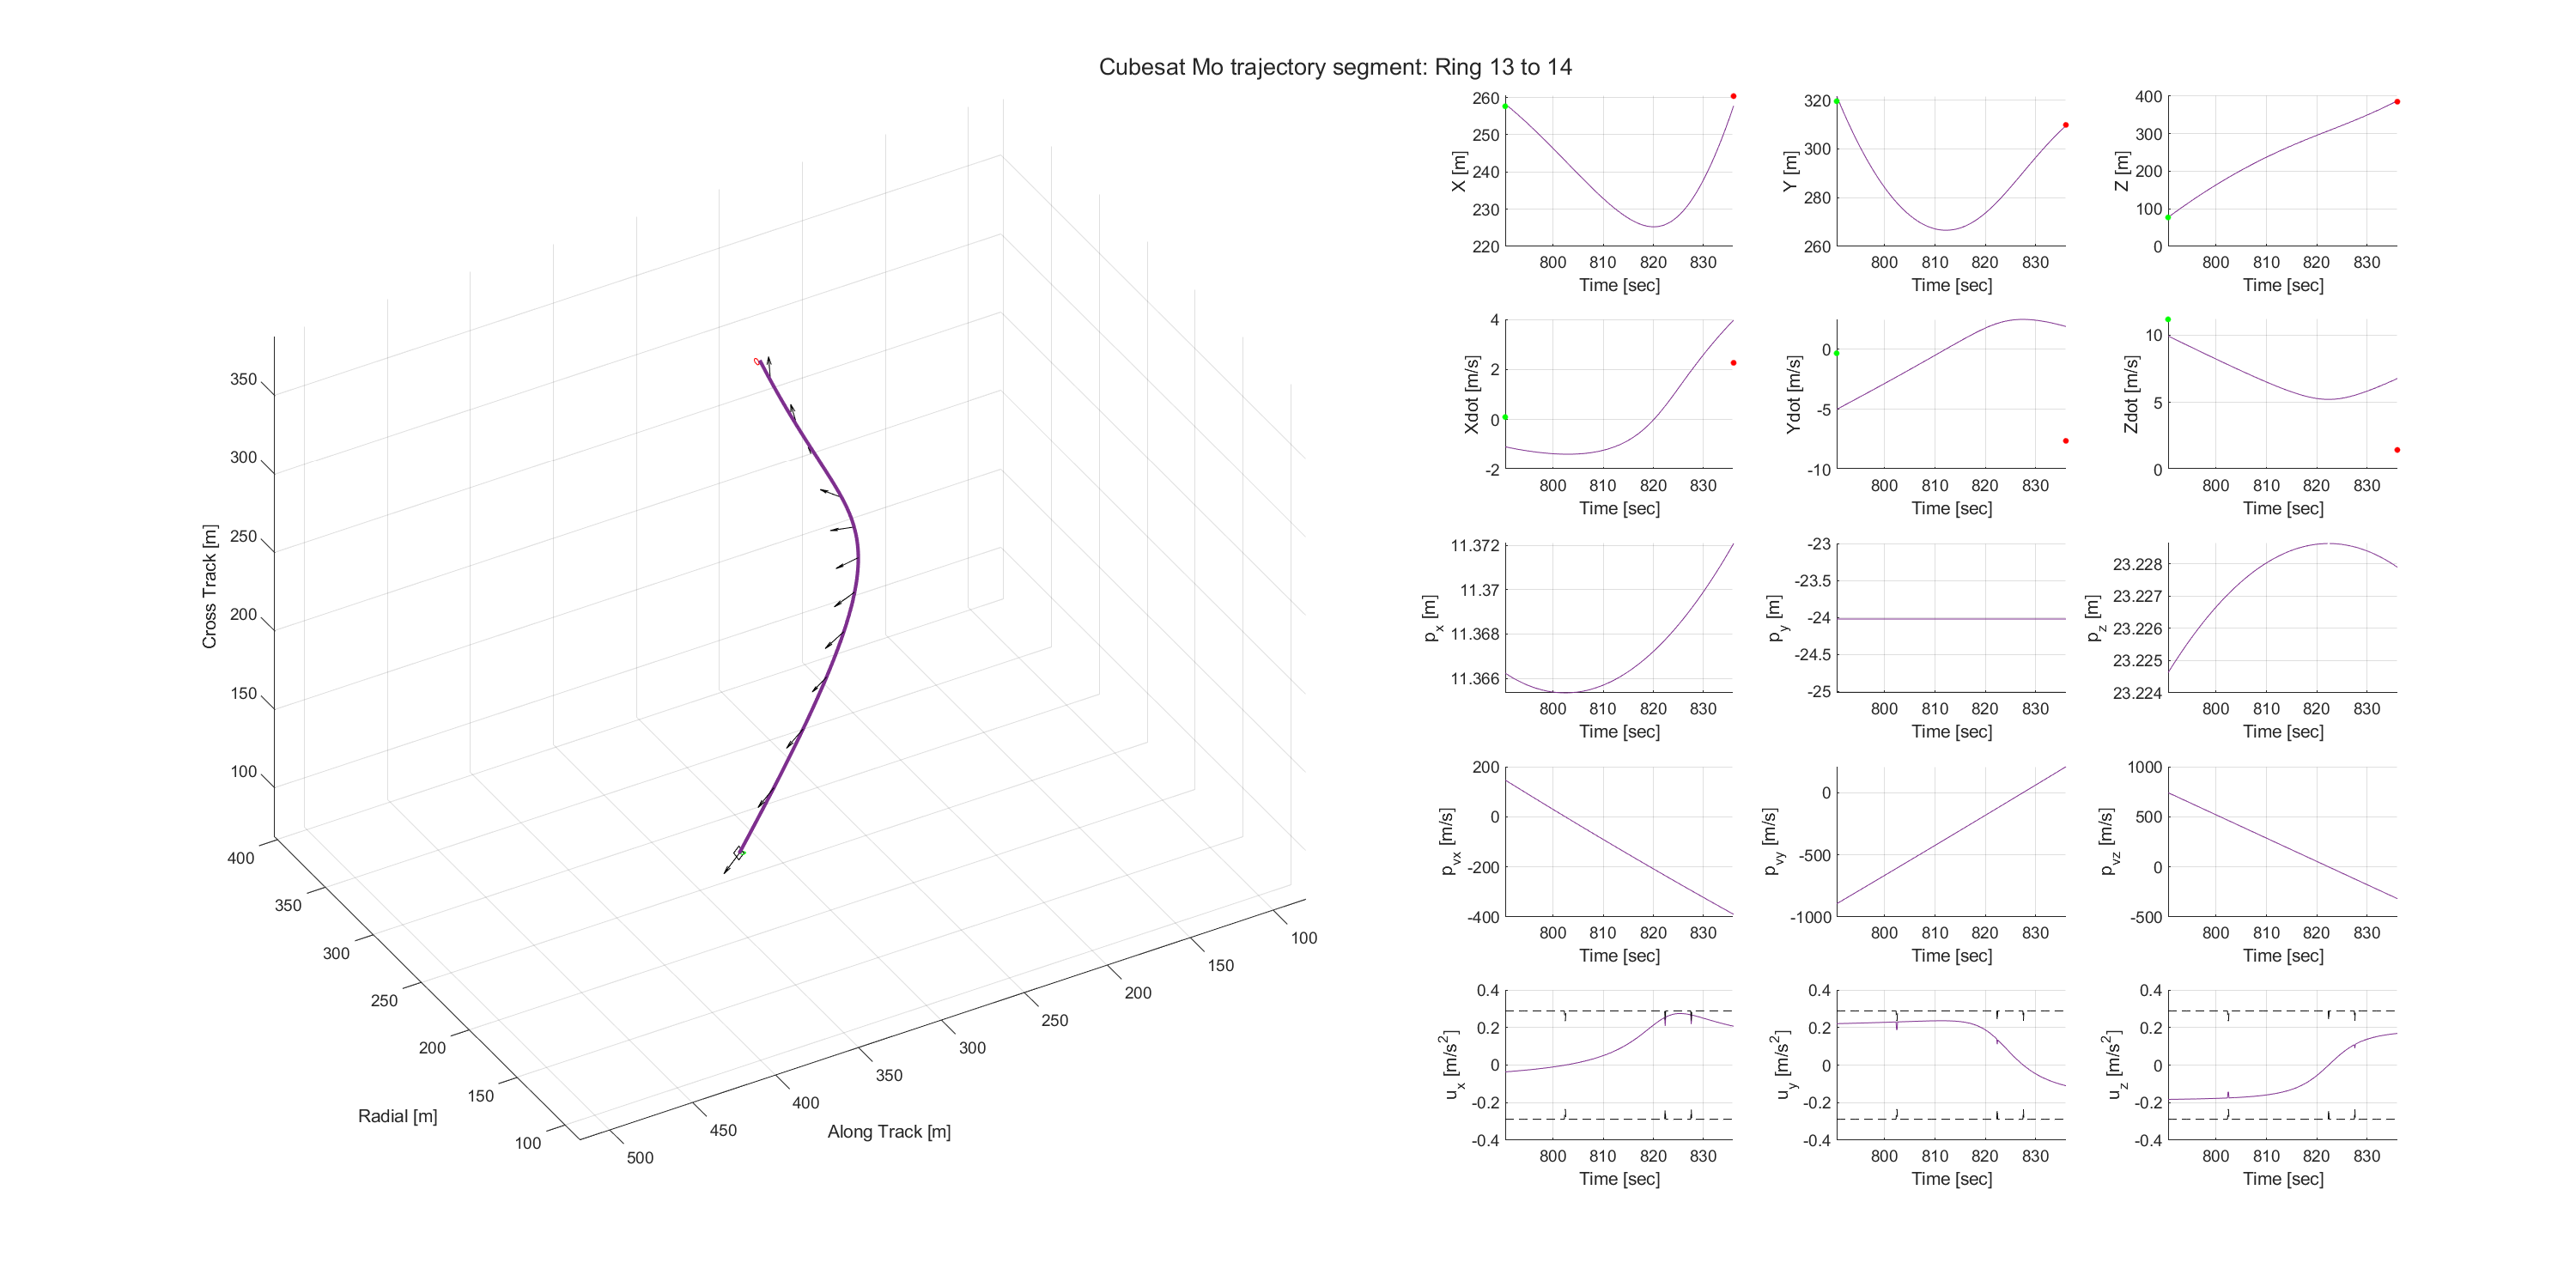 Cubesat Mo trajectory segment: Ring 13 to 14
Cross Track [m]
350
300
250
200
150
100
Radial [m]
400
350
300
250
200
150
100
Along Track [m]
500
450
400
350
300
250
200
150
100
X [m]
260
250
240
230
220
800 810 820 830
Time [sec]
Y [m]
320
300
280
260
800 810 820 830
Time [sec]
Z [m]
400
300
200
100
0
800 810 820 830
Time [sec]
Xdot [m/s]
4
2
0
-2
800 810 820 830
Time [sec]
Ydot [m/s]
0
-5
-10
800 810 820 830
Time [sec]
Zdot [m/s]
10
5
0
800 810 820 830
Time [sec]
p_x [m]
11.372
11.37
11.368
11.366
800 810 820 830
Time [sec]
p_y [m]
-23
-23.5
-24
-24.5
-25
800 810 820 830
Time [sec]
p_z [m]
23.228
23.227
23.226
23.225
23.224
800 810 820 830
Time [sec]
p_vx [m/s]
200
0
-200
-400
800 810 820 830
Time [sec]
p_vy [m/s]
0
-500
-1000
800 810 820 830
Time [sec]
p_vz [m/s]
1000
500
0
-500
800 810 820 830
Time [sec]
u_x [m/s^2]
0.4
0.2
0
-0.2
-0.4
800 810 820 830
Time [sec]
u_y [m/s^2]
0.4
0.2
0
-0.2
-0.4
800 810 820 830
Time [sec]
u_z [m/s^2]
0.4
0.2
0
-0.2
-0.4
800 810 820 830
Time [sec]